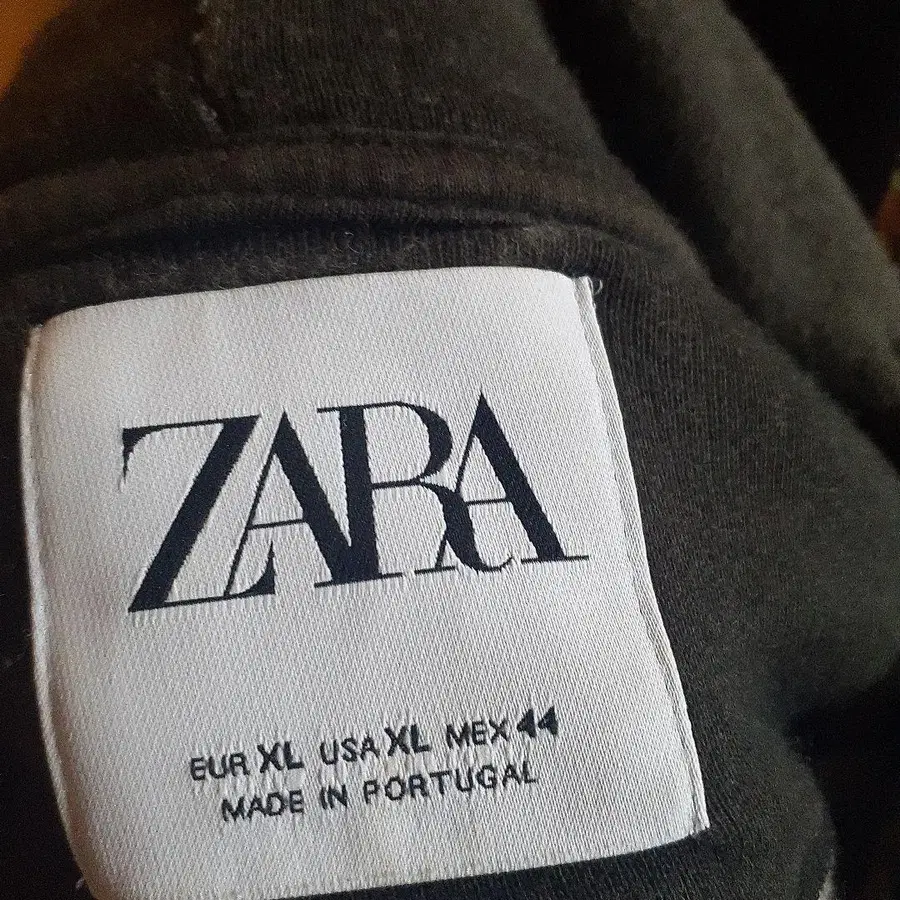 ZARA
EUR XL USA XL MEX 44
MADE IN PORTUGAL